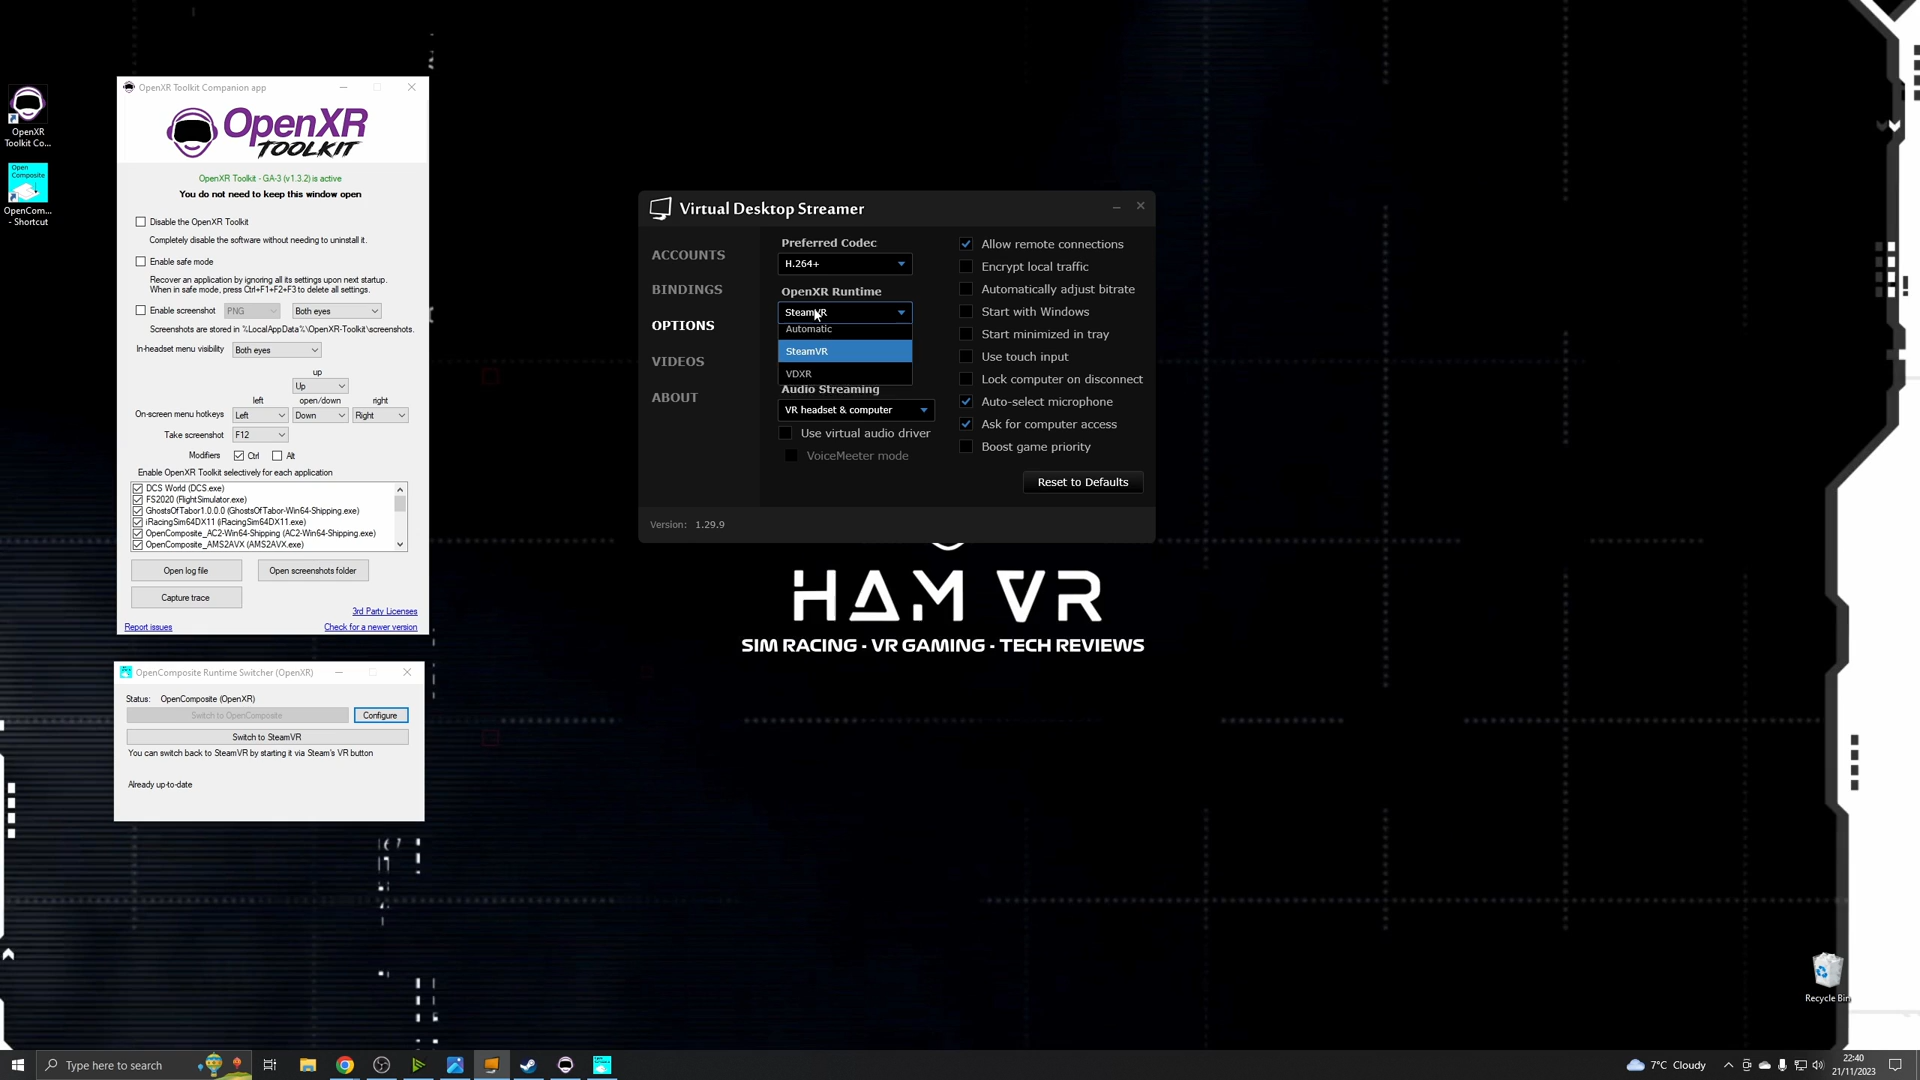 OpenXR
Toolkit Co...
Open
Composite
OpenCom...
- Shortcut
OpenXR Toolkit Companion app
OpenXR
TOOLKIT
OpenXR Toolkit - GA-3 (v1.3.2) is active
You do not need to keep this window open
Disable the OpenXR Toolkit
Completely disable the software without needing to uninstall it.
Enable safe mode
Recover an application by ignoring all its settings upon next startup.
When in safe mode, press Ctrl+F1+F2+F3 to delete all settings.
Enable screenshot PNG Both eyes
Screenshots are stored in %LocalAppData%\OpenXR-Toolkit\screenshots.
In-headset menu visibility Both eyes
up
Up
left open/down right
On-screen menu hotkeys Left Down Right
Take screenshot F12
Modifiers Ctrl Alt
Enable OpenXR Toolkit selectively for each application
DCS World (DCS.exe)
FS2020 (FlightSimulator.exe)
GhostsOfTabor1.0.0.0 (GhostsOfTabor-Win64-Shipping.exe)
iRacingSim64DX11 (iRacingSim64DX11.exe)
OpenComposite_AC2-Win64-Shipping (AC2-Win64-Shipping.exe)
OpenComposite_AMS2AVX (AMS2AVX.exe)
Open log file Open screenshots folder
Capture trace
3rd Party Licenses
Report issues Check for a newer version
OpenComposite Runtime Switcher (OpenXR)
Status: OpenComposite (OpenXR)
Switch to OpenComposite Configure
Switch to SteamVR
You can switch back to SteamVR by starting it via Steam's VR button
Already up-to-date
Virtual Desktop Streamer
ACCOUNTS
BINDINGS
OPTIONS
VIDEOS
ABOUT
Preferred Codec
H.264+
OpenXR Runtime
SteamVR
Automatic
SteamVR
VDXR
Audio Streaming
VR headset & computer
Use virtual audio driver
VoiceMeeter mode
Allow remote connections
Encrypt local traffic
Automatically adjust bitrate
Start with Windows
Start minimized in tray
Use touch input
Lock computer on disconnect
Auto-select microphone
Ask for computer access
Boost game priority
Reset to Defaults
Version: 1.29.9
HAM VR
SIM RACING - VR GAMING - TECH REVIEWS
Recycle Bin
Type here to search
7°C Cloudy
22:40
21/11/2023